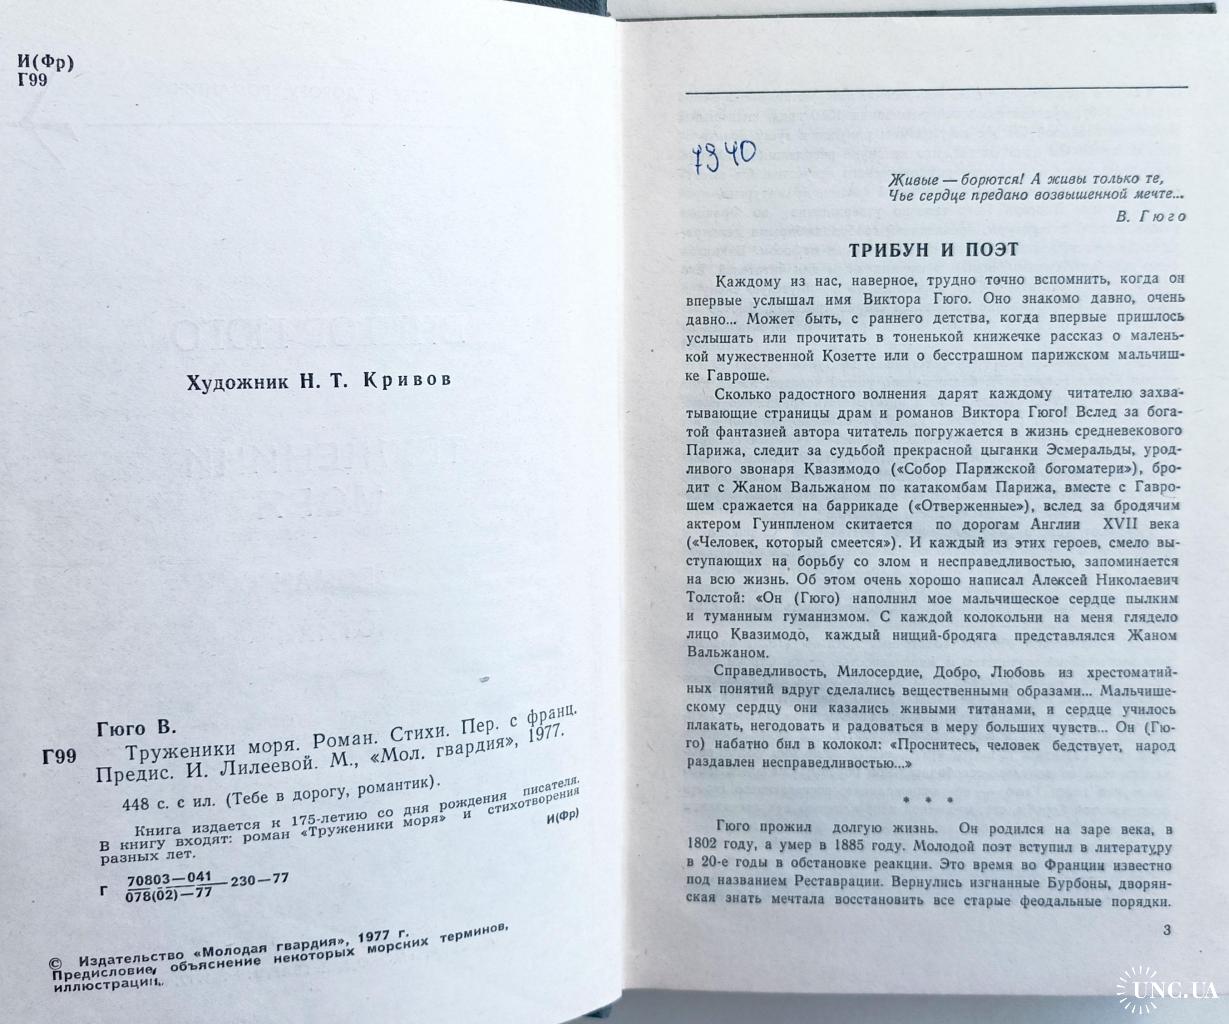 И(Фр)
Г99
Художник Н. Т. Кривов
Гюго В.
Г99 Труженики моря. Роман. Стихи. Пер. с франц.
Предис. И. Лилеевой. М., «Мол. гвардия», 1977.
448 с. с ил. (Тебе в дорогу, романтик).
Книга издается к 175-летию со дня рождения писателя.
В книгу входят: роман «Труженики моря» и стихотворения
разных лет.
И(Фр)
Г 70803—041
078(02)—77 230—77
© Издательство «Молодая гвардия», 1977 г.
Предисловие, объяснение некоторых морских терминов,
иллюстрации.
7940
Живые — борются! А живы только те,
Чье сердце предано возвышенной мечте...
В. Гюго
ТРИБУН И ПОЭТ
Каждому из нас, наверное, трудно точно вспомнить, когда он
впервые услышал имя Виктора Гюго. Оно знакомо давно, очень
давно... Может быть, с раннего детства, когда впервые пришлось
услышать или прочитать в тоненькой книжечке рассказ о малень-
кой мужественной Козетте или о бесстрашном парижском мальчиш-
ке Гавроше.
Сколько радостного волнения дарят каждому читателю захва-
тывающие страницы драм и романов Виктора Гюго! Вслед за бога-
той фантазией автора читатель погружается в жизнь средневекового
Парижа, следит за судьбой прекрасной цыганки Эсмеральды, урод-
ливого звонаря Квазимодо («Собор Парижской богоматери»), бро-
дит с Жаном Вальжаном по катакомбам Парижа, вместе с Гавро-
шем сражается на баррикаде («Отверженные»), вслед за бродячим
актером Гуинпленом скитается по дорогам Англии XVII века
(«Человек, который смеется»). И каждый из этих героев, смело вы-
ступающих на борьбу со злом и несправедливостью, запоминается
на всю жизнь. Об этом очень хорошо написал Алексей Николаевич
Толстой: «Он (Гюго) наполнил мое мальчишеское сердце пылким
и туманным гуманизмом. С каждой колокольни на меня глядело
лицо Квазимодо, каждый нищий-бродяга представлялся Жаном
Вальжаном.
Справедливость, Милосердие, Добро, Любовь из хрестоматий-
ных понятий вдруг сделались вещественными образами... Мальчише-
скому сердцу они казались живыми титанами, и сердце училось
плакать, негодовать и радоваться в меру больших чувств... Он (Гю-
го) набатно бил в колокол: «Проснитесь, человек бедствует, народ
раздавлен несправедливостью...»
* * *
Гюго прожил долгую жизнь. Он родился на заре века, в
1802 году, а умер в 1885 году. Молодой поэт вступил в литературу
в 20-е годы в обстановке реакции. Это время во Франции известно
под названием Реставрации. Вернулись изгнанные Бурбоны, дворян-
ская знать мечтала восстановить все старые феодальные порядки.
3
UNC.UA